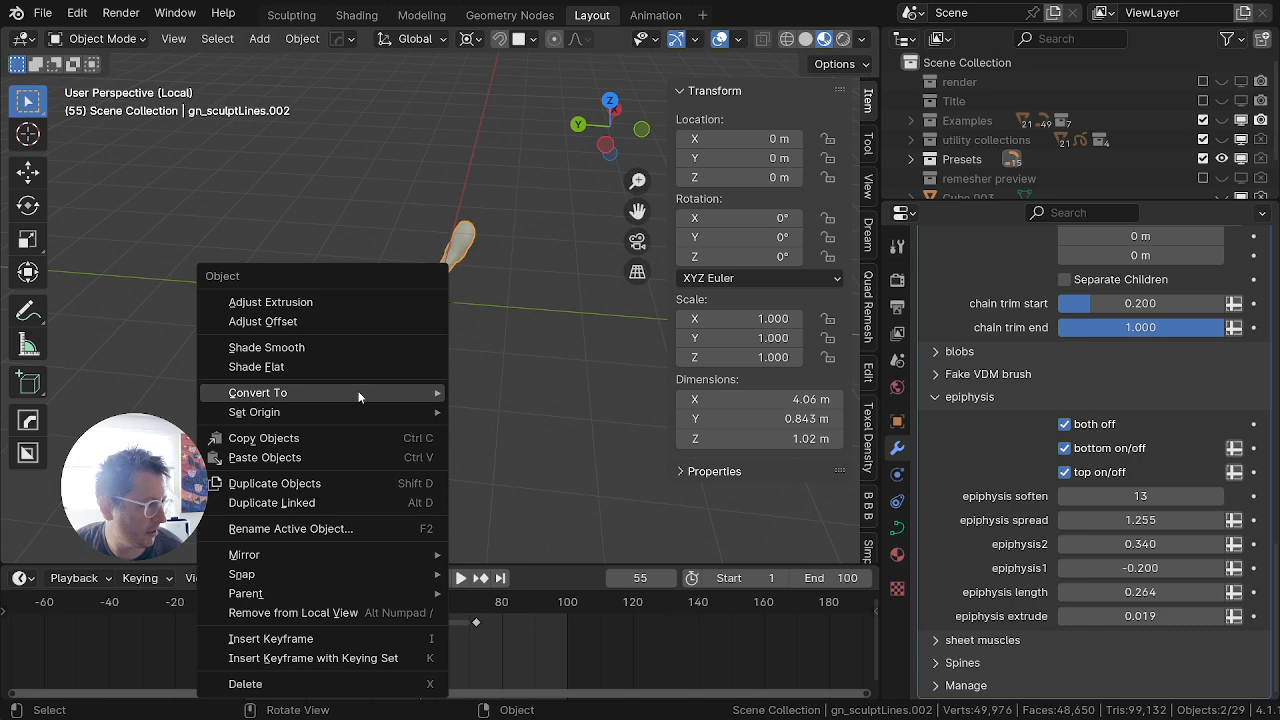 File Edit Render Window Help Sculpting Shading Modeling Geometry Nodes Layout Animation Scene ViewLayer
Object Mode View Select Add Object Global Search
Options
User Perspective (Local)
(55) Scene Collection | gn_sculptLines.002
Z
Y
Transform
Location:
X 0 m
Y 0 m
Z 0 m
Rotation:
X 0°
Y 0°
Z 0°
XYZ Euler
Scale:
X 1.000
Y 1.000
Z 1.000
Dimensions:
X 4.06 m
Y 0.843 m
Z 1.02 m
Properties
Item
Tool
View
Dream
Quad Remesh
Edit
Texel Density
B B B
Simp
Scene Collection
render
Title
Examples 21 49 7
utility collections 21 4
Presets 15
remesher preview
Cube.003
Search
0 m
0 m
Separate Children
chain trim start 0.200
chain trim end 1.000
blobs
Fake VDM brush
epiphysis
both off
bottom on/off
top on/off
epiphysis soften 13
epiphysis spread 1.255
epiphysis2 0.340
epiphysis1 -0.200
epiphysis length 0.264
epiphysis extrude 0.019
sheet muscles
Spines
Manage
Object
Adjust Extrusion
Adjust Offset
Shade Smooth
Shade Flat
Convert To
Set Origin
Copy Objects Ctrl C
Paste Objects Ctrl V
Duplicate Objects Shift D
Duplicate Linked Alt D
Rename Active Object... F2
Mirror
Snap
Parent
Remove from Local View Alt Numpad /
Insert Keyframe I
Insert Keyframe with Keying Set K
Delete X
Playback Keying Vi 55 Start 1 End 100
-60 -40 -20 80 100 120 140 160 180
Select Rotate View Object Scene Collection | gn_sculptLines.002 | Verts:49,976 | Faces:48,650 | Tris:99,132 | Objects:2/29 | 4.1.